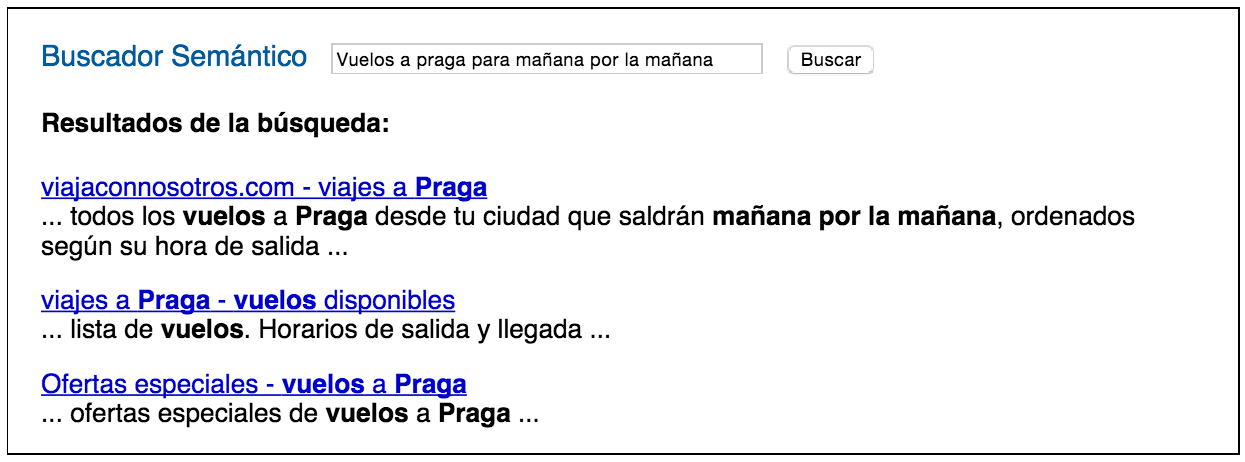 Buscador Semántico Vuelos a praga para mañana por la mañana Buscar
Resultados de la búsqueda:
viajaconnosotros.com - viajes a Praga
... todos los vuelos a Praga desde tu ciudad que saldrán mañana por la mañana, ordenados
según su hora de salida ...
viajes a Praga - vuelos disponibles
... lista de vuelos. Horarios de salida y llegada ...
Ofertas especiales - vuelos a Praga
... ofertas especiales de vuelos a Praga ...